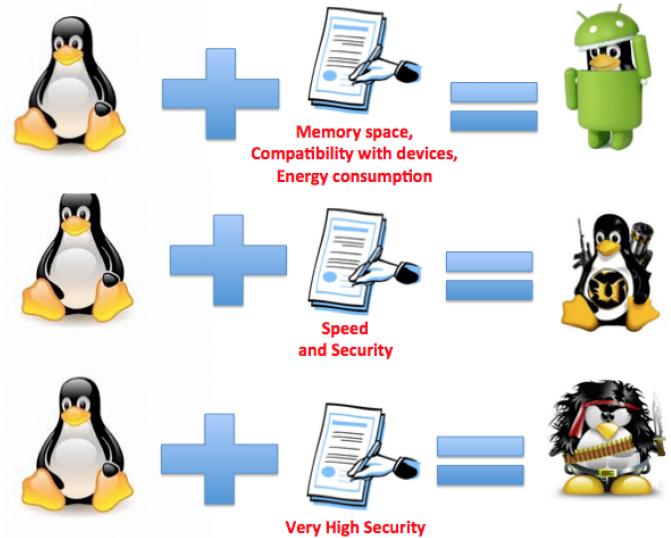 Memory space,
Compatibility with devices,
Energy consumption
Speed
and Security
Very High Security